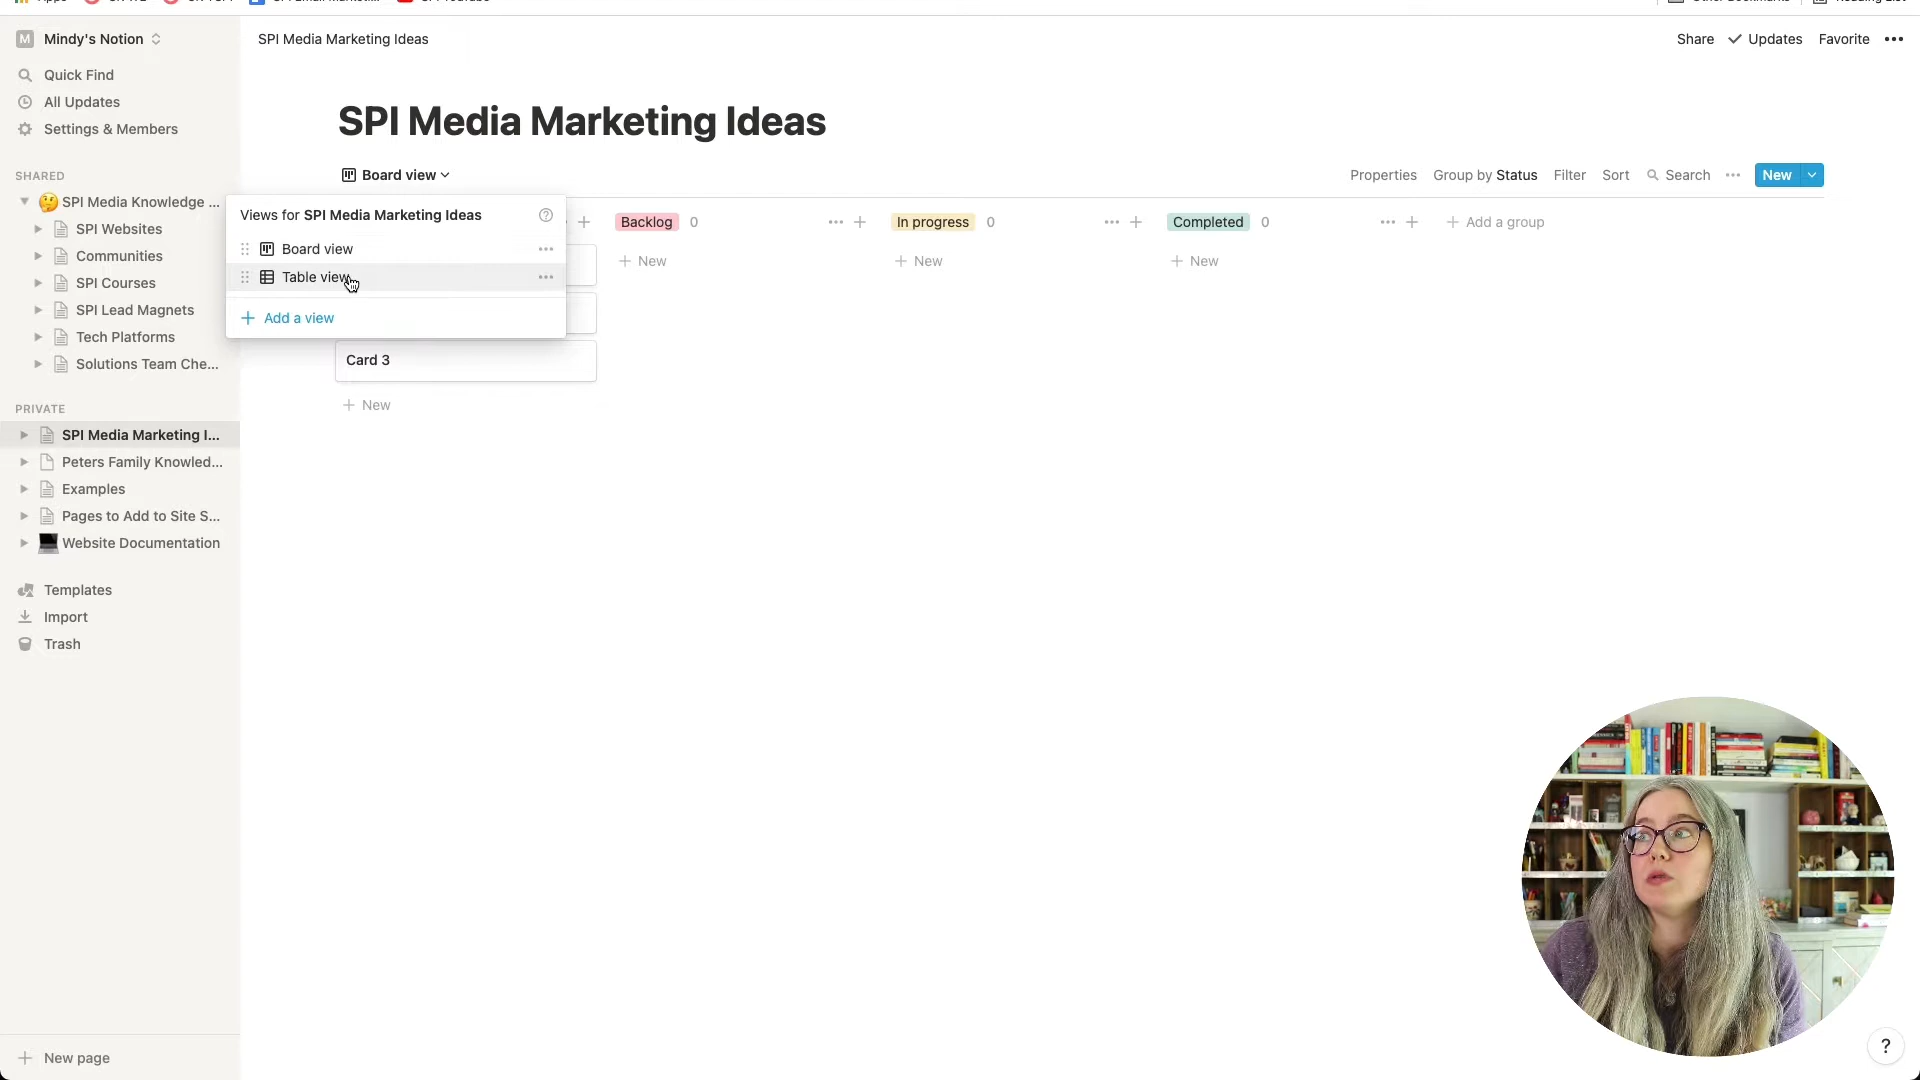 Mindy's Notion
SPI Media Marketing Ideas
Share
Updates
Favorite
Quick Find
All Updates
Settings & Members
SHARED
SPI Media Knowledge ...
SPI Websites
Communities
SPI Courses
SPI Lead Magnets
Tech Platforms
Solutions Team Che...
PRIVATE
SPI Media Marketing I...
Peters Family Knowled...
Examples
Pages to Add to Site S...
Website Documentation
Templates
Import
Trash
New page
SPI Media Marketing Ideas
Board view
Properties
Group by Status
Filter
Sort
Search
New
Views for SPI Media Marketing Ideas
Board view
Table view
Add a view
Card 3
New
Backlog 0
New
In progress 0
New
Completed 0
New
Add a group
?